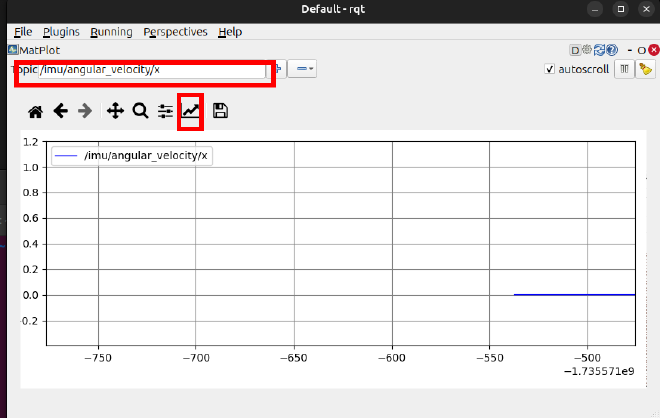 Default - rqt
File Plugins Running Perspectives Help
MatPlot D - O
Topic /imu/angular_velocity/x autoscroll
1.2
/imu/angular_velocity/x
1.0
0.8
0.6
0.4
0.2
0.0
0.2
−750 −700 −650 −600 −550 −500
−1.735571e9